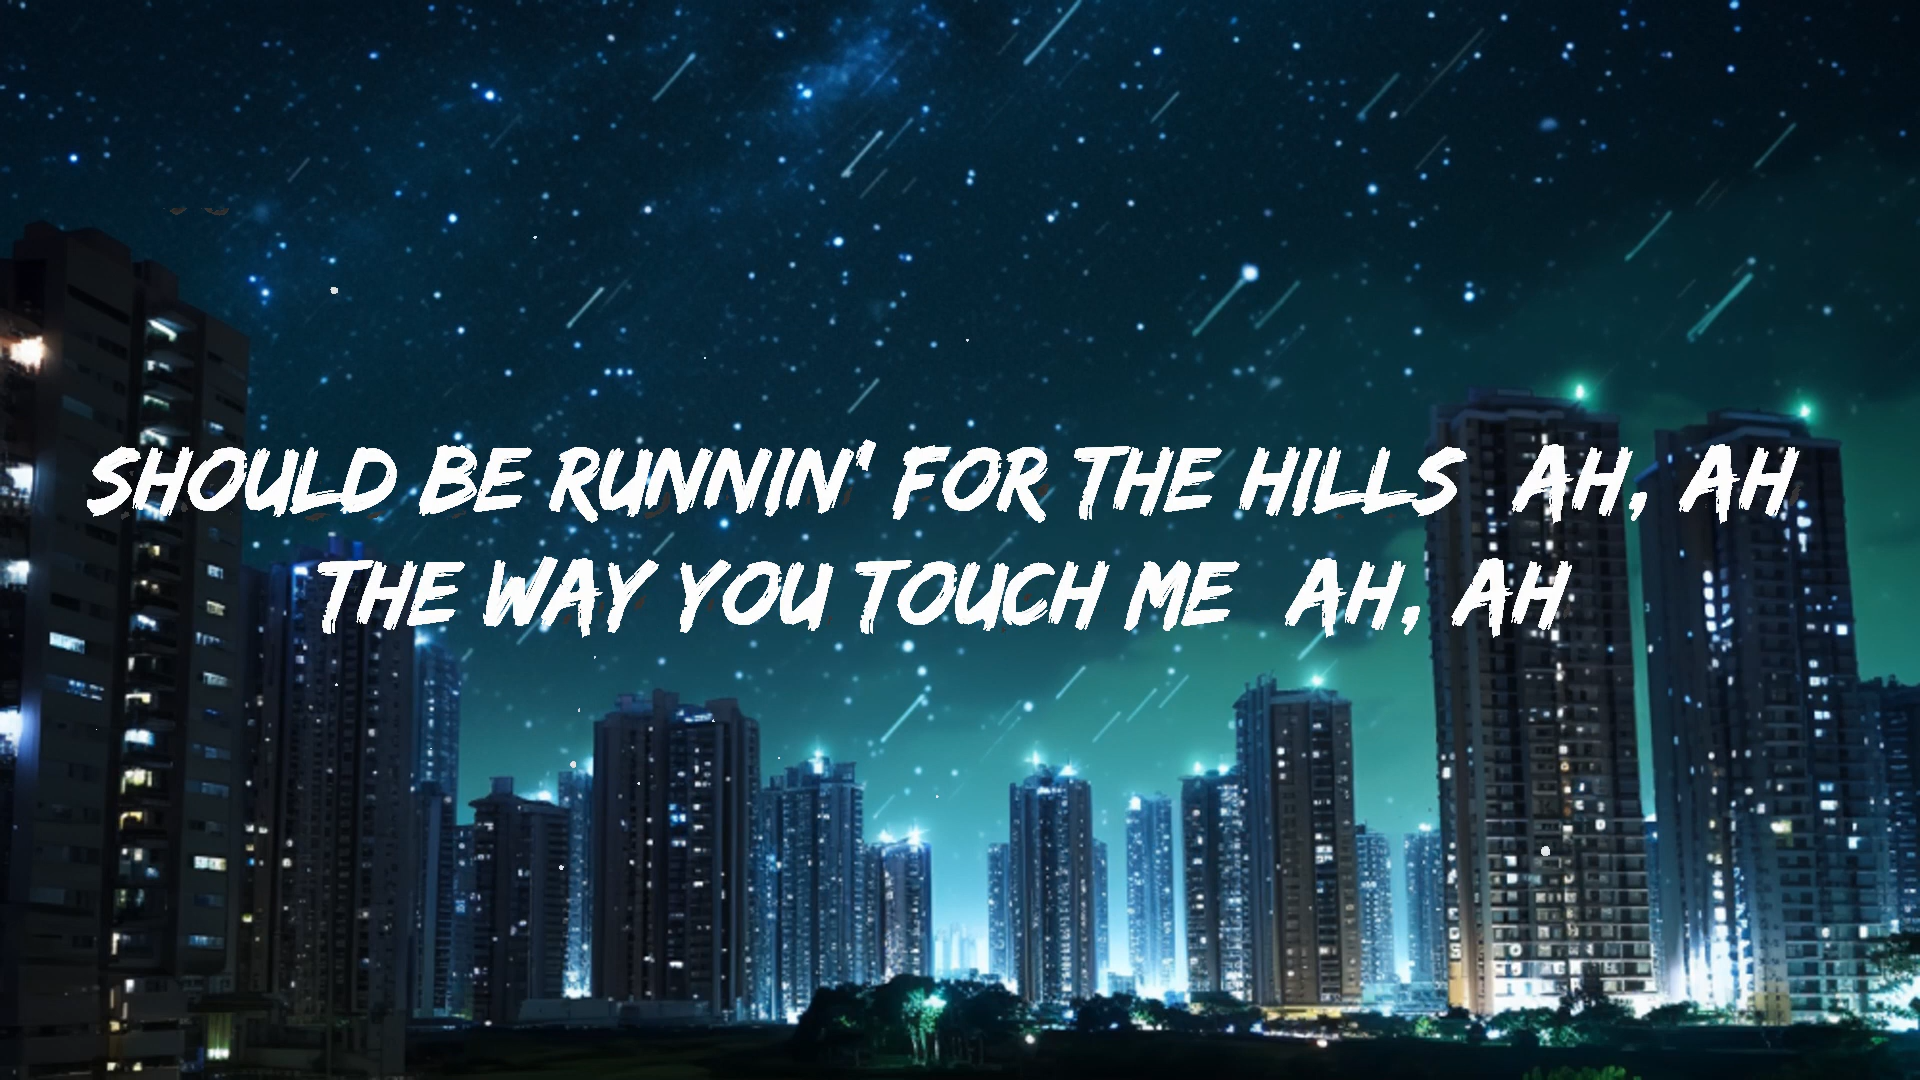 SHOULD BE RUNNIN' FOR THE HILLS  AH, AH
THE WAY YOU TOUCH ME  AH, AH